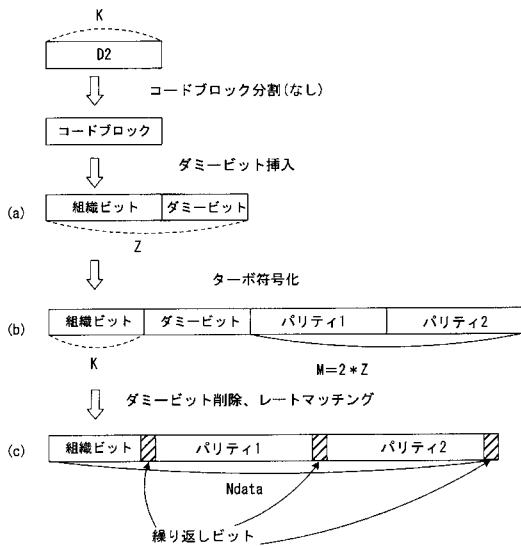 K
D2
コードブロック分割(なし)
コードブロック
ダミービット挿入
(a)
組織ビット
ダミービット
Z
ターボ符号化
(b)
組織ビット
ダミービット
パリティ1
パリティ2
K
M=2*Z
ダミービット削除、レートマッチング
(c)
組織ビット
パリティ1
パリティ2
Ndata
繰り返しビット